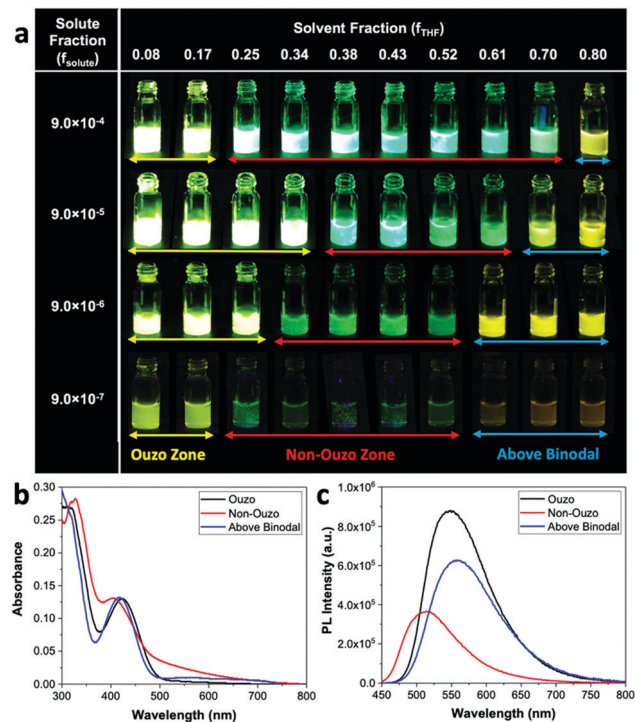 a
Solute Fraction (f_solute)
Solvent Fraction (f_THF)
0.08 0.17 0.25 0.34 0.38 0.43 0.52 0.61 0.70 0.80
9.0×10⁻⁴
9.0×10⁻⁵
9.0×10⁻⁶
9.0×10⁻⁷
Ouzo Zone Non-Ouzo Zone Above Binodal
b
0.30
0.25
0.20
0.15
0.10
0.05
0.00
Absorbance
Ouzo
Non-Ouzo
Above Binodal
300 400 500 600 700 800
Wavelength (nm)
c
1.0x10⁶
8.0x10⁵
6.0x10⁵
4.0x10⁵
2.0x10⁵
0.0
PL Intensity (a.u.)
Ouzo
Non-Ouzo
Above Binodal
450 500 550 600 650 700 750 800
Wavelength (nm)